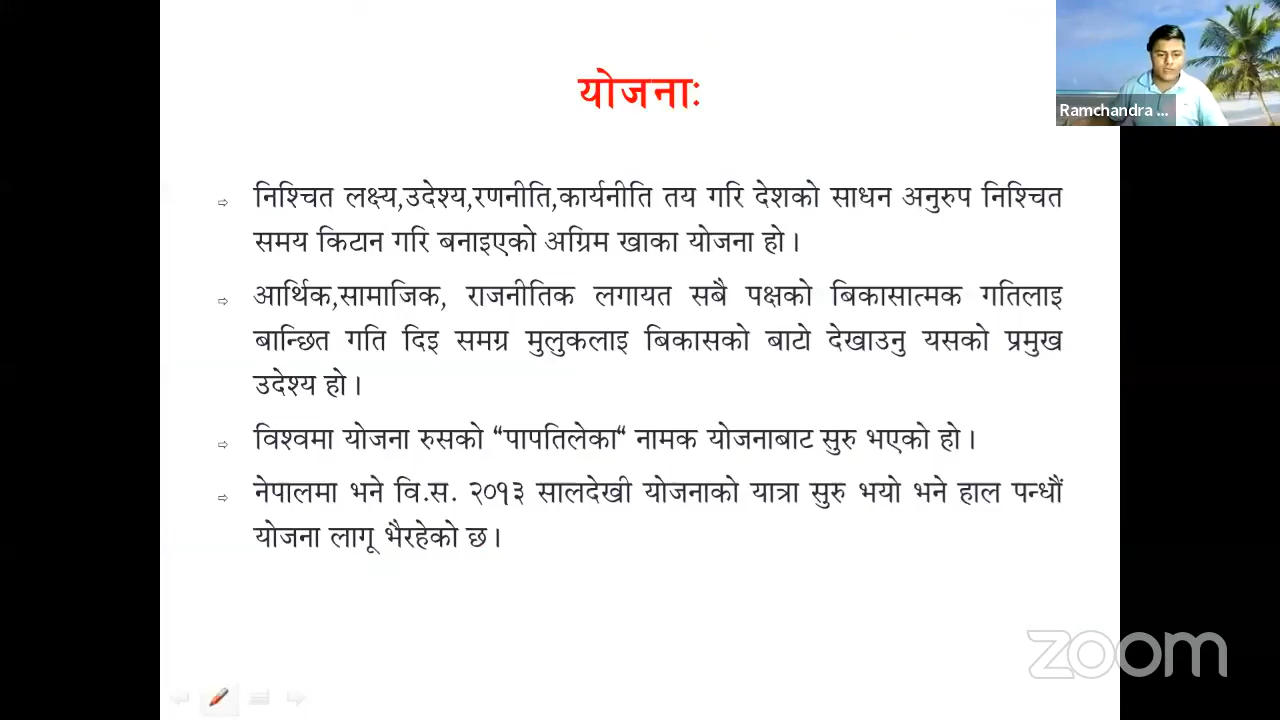 योजनाः
Ramchandra ...
निश्चित लक्ष्य,उदेश्य,रणनीति,कार्यनीति तय गरि देशको साधन अनुरुप निश्चित
समय किटान गरि बनाइएको अग्रिम खाका योजना हो ।
आर्थिक,सामाजिक, राजनीतिक लगायत सबै पक्षको बिकासात्मक गतिलाइ
बान्छित गति दिइ समग्र मुलुकलाइ बिकासको बाटो देखाउनु यसको प्रमुख
उदेश्य हो ।
विश्वमा योजना रुसको “पापतिलेका“ नामक योजनाबाट सुरु भएको हो ।
नेपालमा भने वि.स. २०१३ सालदेखी योजनाको यात्रा सुरु भयो भने हाल पन्ध्रौं
योजना लागू भैरहेको छ ।
zoom